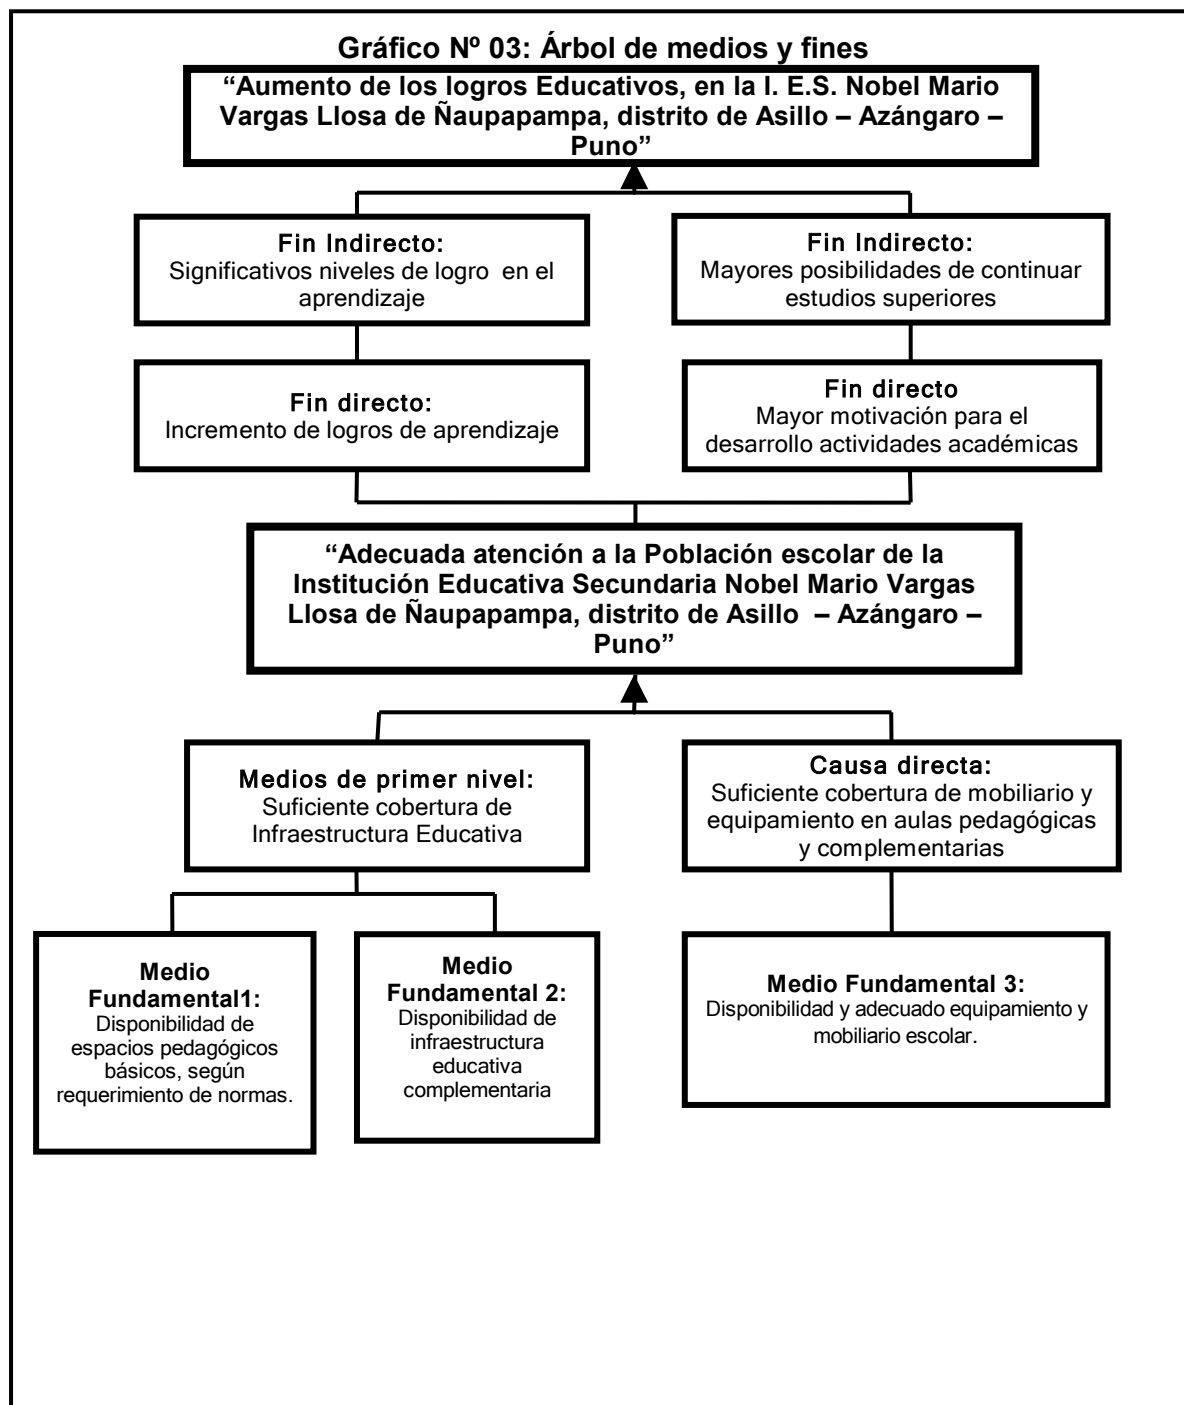 Gráfico Nº 03: Árbol de medios y fines
“Aumento de los logros Educativos, en la I. E.S. Nobel Mario
Vargas Llosa de Ñaupapampa, distrito de Asillo – Azángaro –
Puno”
Fin Indirecto:
Significativos niveles de logro en el
aprendizaje
Fin Indirecto:
Mayores posibilidades de continuar
estudios superiores
Fin directo:
Incremento de logros de aprendizaje
Fin directo
Mayor motivación para el
desarrollo actividades académicas
“Adecuada atención a la Población escolar de la
Institución Educativa Secundaria Nobel Mario Vargas
Llosa de Ñaupapampa, distrito de Asillo – Azángaro –
Puno”
Medios de primer nivel:
Suficiente cobertura de
Infraestructura Educativa
Causa directa:
Suficiente cobertura de mobiliario y
equipamiento en aulas pedagógicas
y complementarias
Medio
Fundamental1:
Disponibilidad de
espacios pedagógicos
básicos, según
requerimiento de normas.
Medio
Fundamental 2:
Disponibilidad de
infraestructura
educativa
complementaria
Medio Fundamental 3:
Disponibilidad y adecuado equipamiento y
mobiliario escolar.